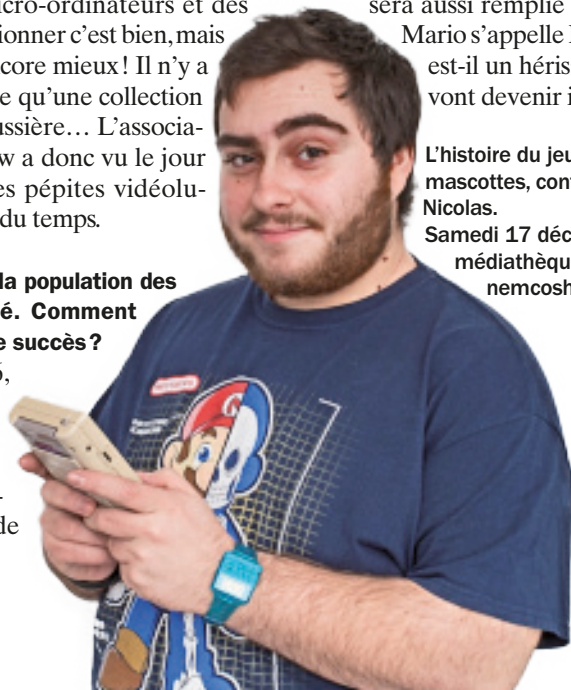 icro-ordinateurs et des
ionner c'est bien, mais
core mieux! Il n'y a
e qu'une collection
ussière… L'associa-
w a donc vu le jour
es pépites vidéolu-
du temps.
la population des
é. Comment
e succès?
6,
-
de
sera aussi remplie
Mario s'appelle
est-il un héris
vont devenir i
L'histoire du jeu
mascottes, con
Nicolas.
Samedi 17 déc
médiathèqu
nemcosh